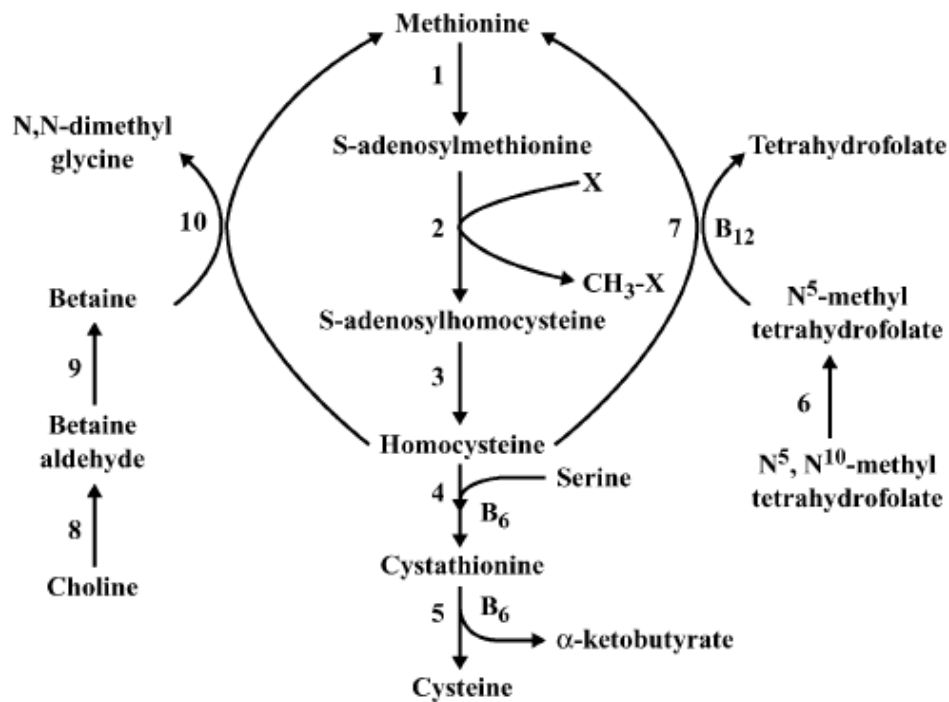 Methionine
1
N,N-dimethyl
glycine
S-adenosylmethionine
Tetrahydrofolate
X
10
2
7
B₁₂
CH₃-X
Betaine
N⁵-methyl
tetrahydrofolate
S-adenosylhomocysteine
9
3
6
Betaine
aldehyde
Homocysteine
N⁵, N¹⁰-methyl
tetrahydrofolate
4
Serine
B₆
8
Choline
Cystathionine
5
B₆
α-ketobutyrate
Cysteine